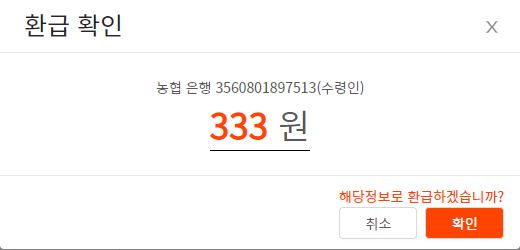 환급 확인
X
농협 은행 3560801897513(수령인)
333 원
해당정보로 환급하겠습니까?
취소
확인